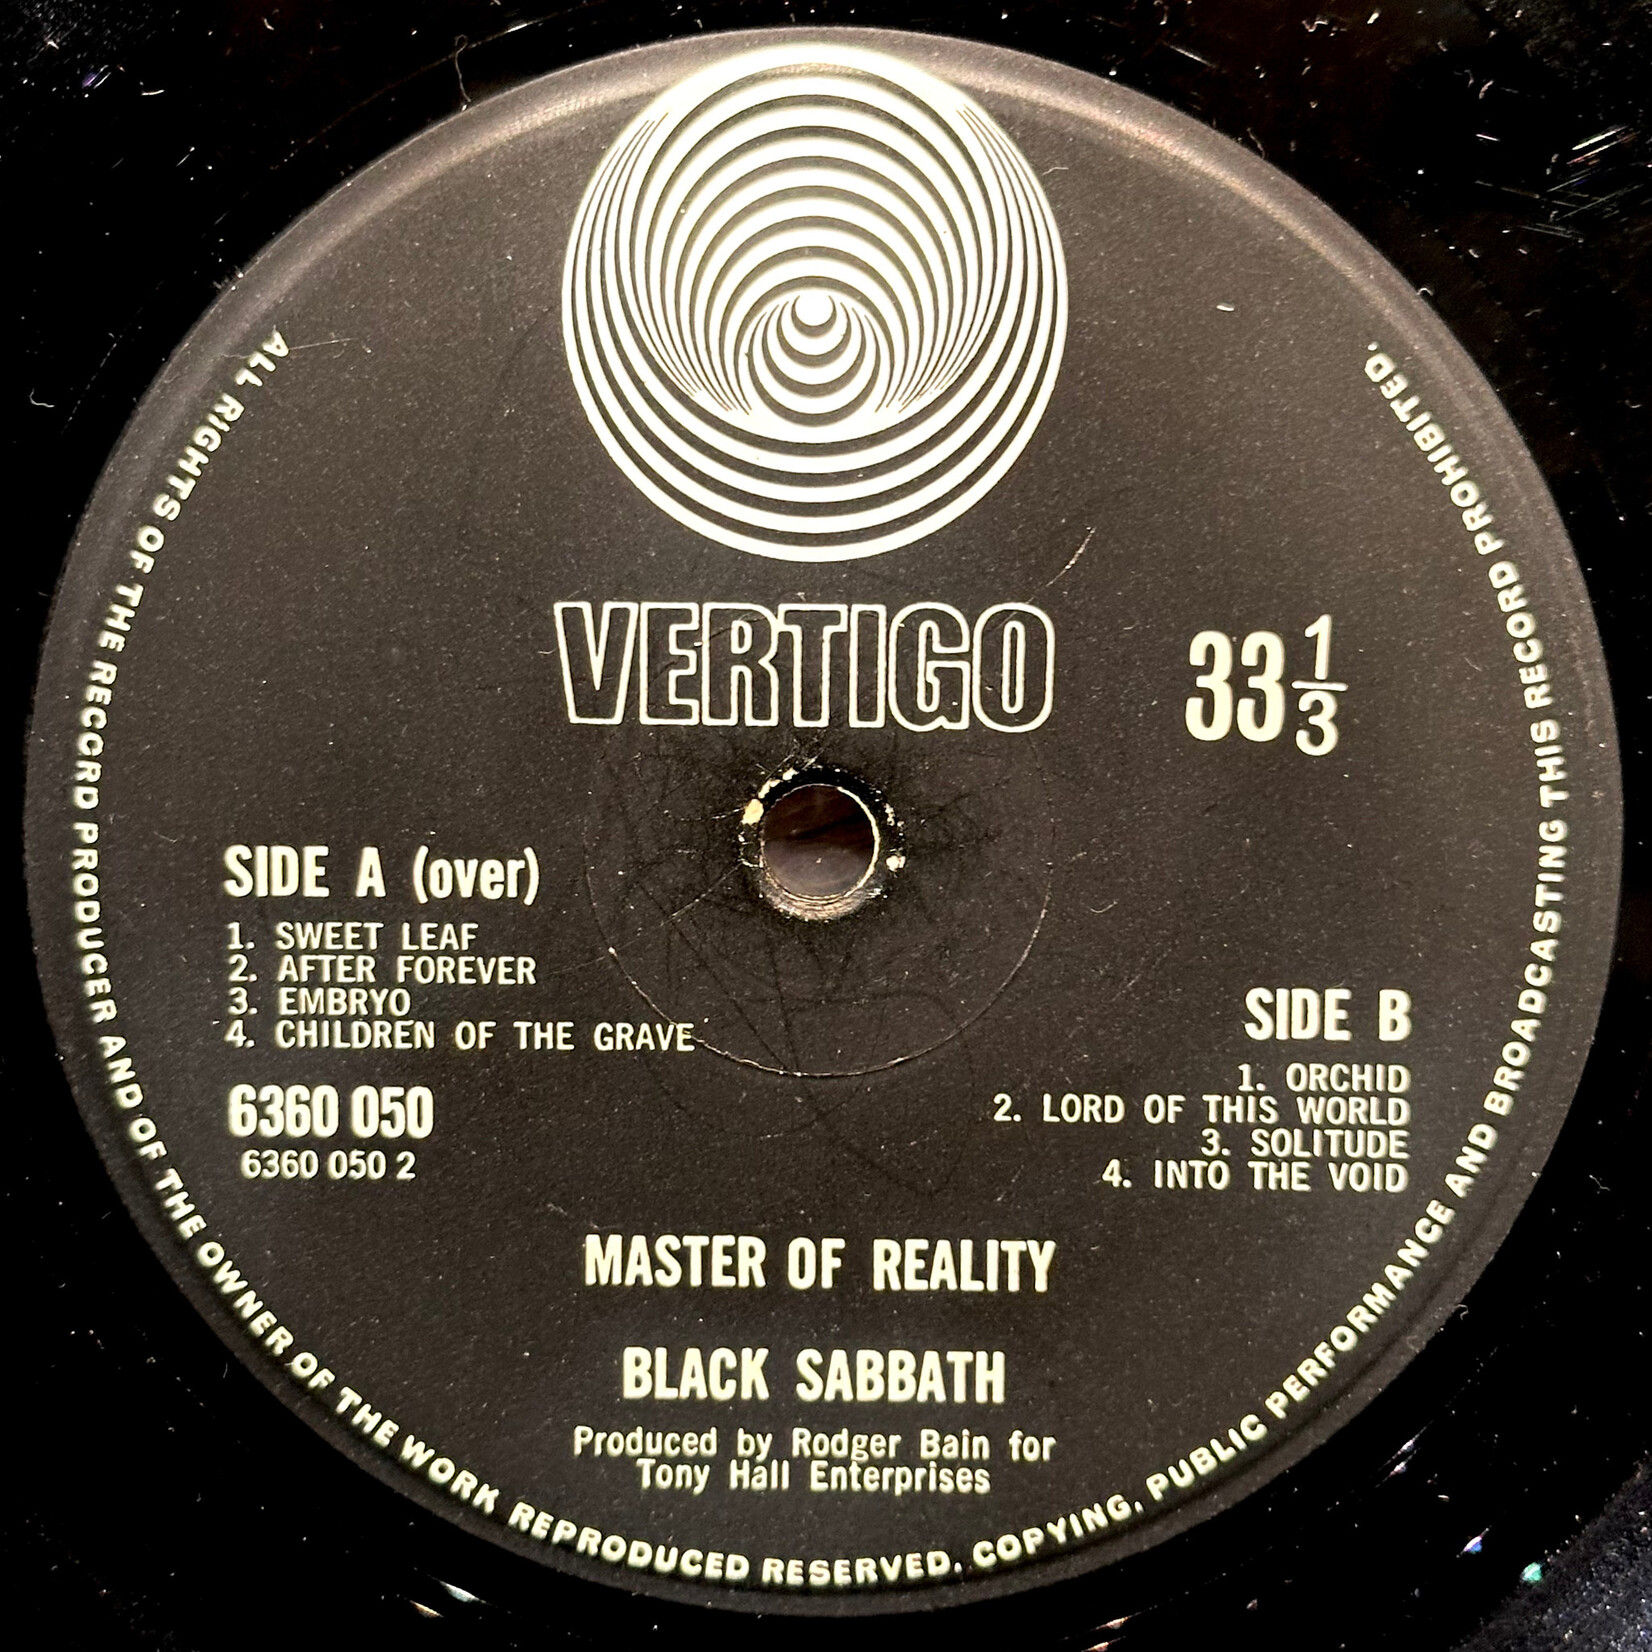 VERTIGO
33 1/3
SIDE A (over)
1. SWEET LEAF
2. AFTER FOREVER
3. EMBRYO
4. CHILDREN OF THE GRAVE
6360 050
6360 050 2
SIDE B
1. ORCHID
2. LORD OF THIS WORLD
3. SOLITUDE
4. INTO THE VOID
MASTER OF REALITY
BLACK SABBATH
Produced by Rodger Bain for
Tony Hall Enterprises
ALL RIGHTS OF THE RECORD PRODUCER AND OF THE OWNER OF THE WORK REPRODUCED RESERVED. COPYING, PUBLIC PERFORMANCE AND BROADCASTING THIS RECORD PROHIBITED.